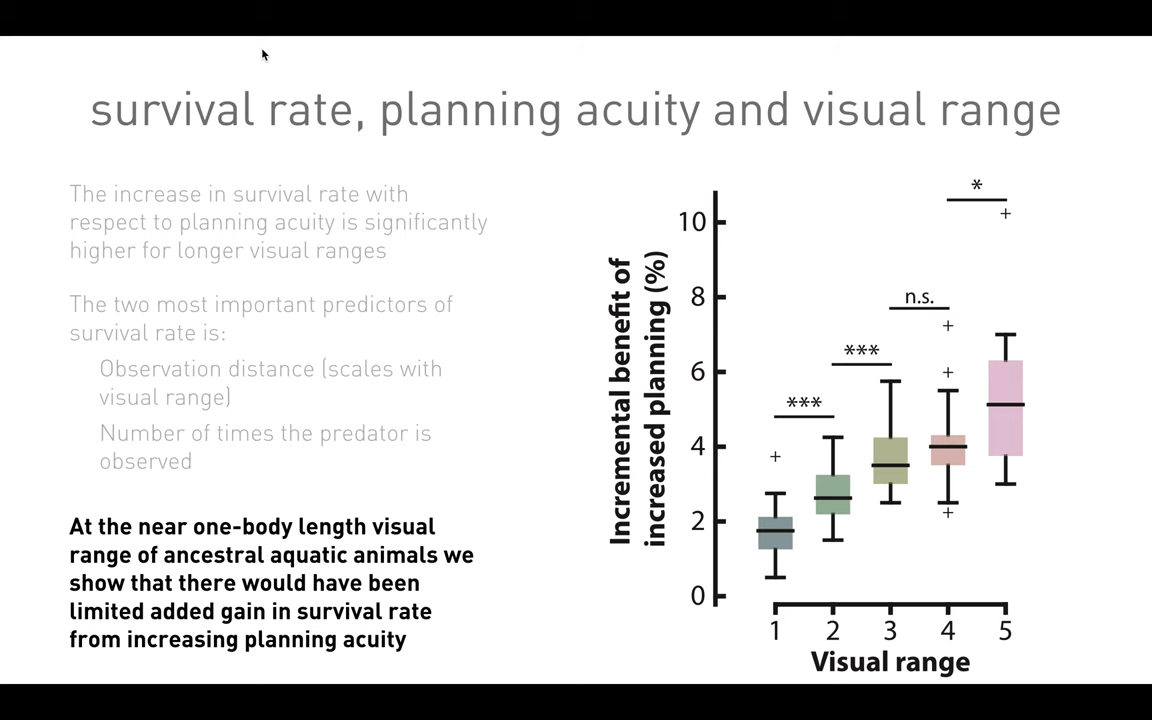 survival rate, planning acuity and visual range
The increase in survival rate with
respect to planning acuity is significantly
higher for longer visual ranges
The two most important predictors of
survival rate is:
Observation distance (scales with
visual range)
Number of times the predator is
observed
At the near one-body length visual
range of ancestral aquatic animals we
show that there would have been
limited added gain in survival rate
from increasing planning acuity
Incremental benefit of
increased planning (%)
10
8
6
4
2
0
***
***
n.s.
*
1 2 3 4 5
Visual range